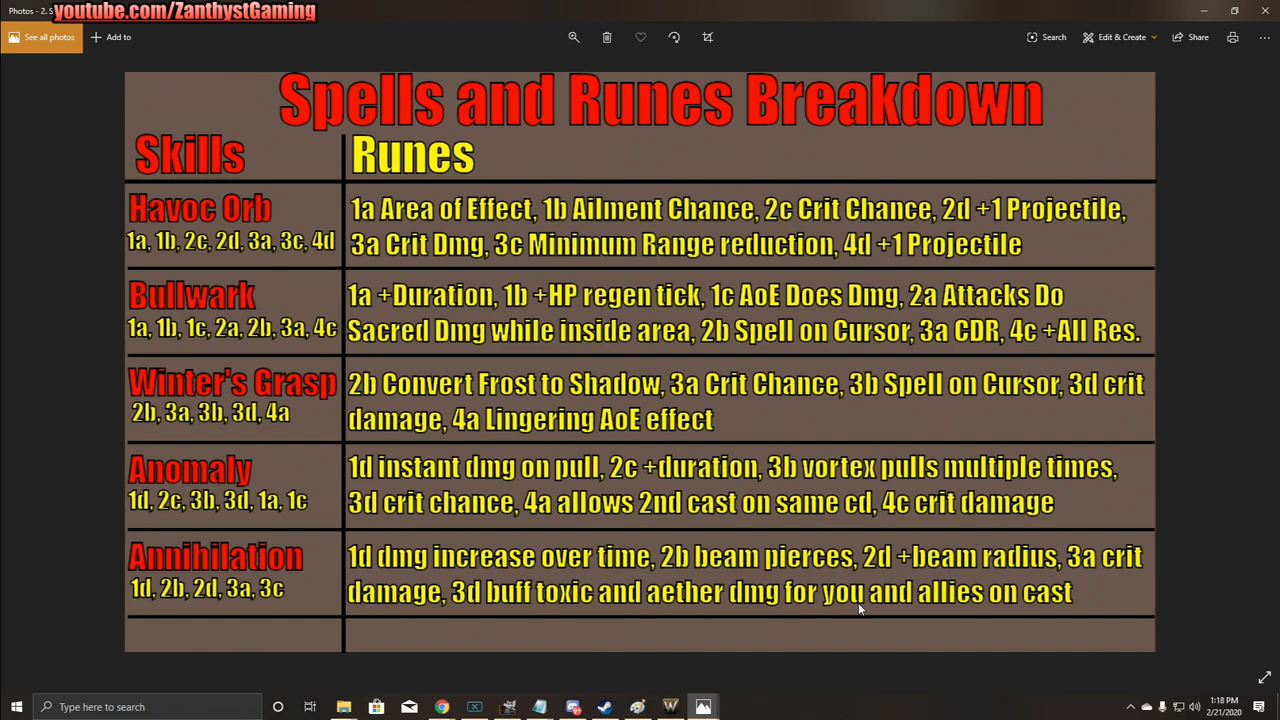 Photos - 2. S
youtube.com/ZanthystGaming
See all photos
Add to
Search
Edit & Create
Share
Spells and Runes Breakdown
Skills
Runes
Havoc Orb
1a, 1b, 2c, 2d, 3a, 3c, 4d
1a Area of Effect, 1b Ailment Chance, 2c Crit Chance, 2d +1 Projectile,
3a Crit Dmg, 3c Minimum Range reduction, 4d +1 Projectile
Bullwark
1a, 1b, 1c, 2a, 2b, 3a, 4c
1a +Duration, 1b +HP regen tick, 1c AoE Does Dmg, 2a Attacks Do
Sacred Dmg while inside area, 2b Spell on Cursor, 3a CDR, 4c +All Res.
Winter's Grasp
2b, 3a, 3b, 3d, 4a
2b Convert Frost to Shadow, 3a Crit Chance, 3b Spell on Cursor, 3d crit
damage, 4a Lingering AoE effect
Anomaly
1d, 2c, 3b, 3d, 1a, 1c
1d instant dmg on pull, 2c +duration, 3b vortex pulls multiple times,
3d crit chance, 4a allows 2nd cast on same cd, 4c crit damage
Annihilation
1d, 2b, 2d, 3a, 3c
1d dmg increase over time, 2b beam pierces, 2d +beam radius, 3a crit
damage, 3d buff toxic and aether dmg for you and allies on cast
Type here to search
1:18 PM
2/21/2020